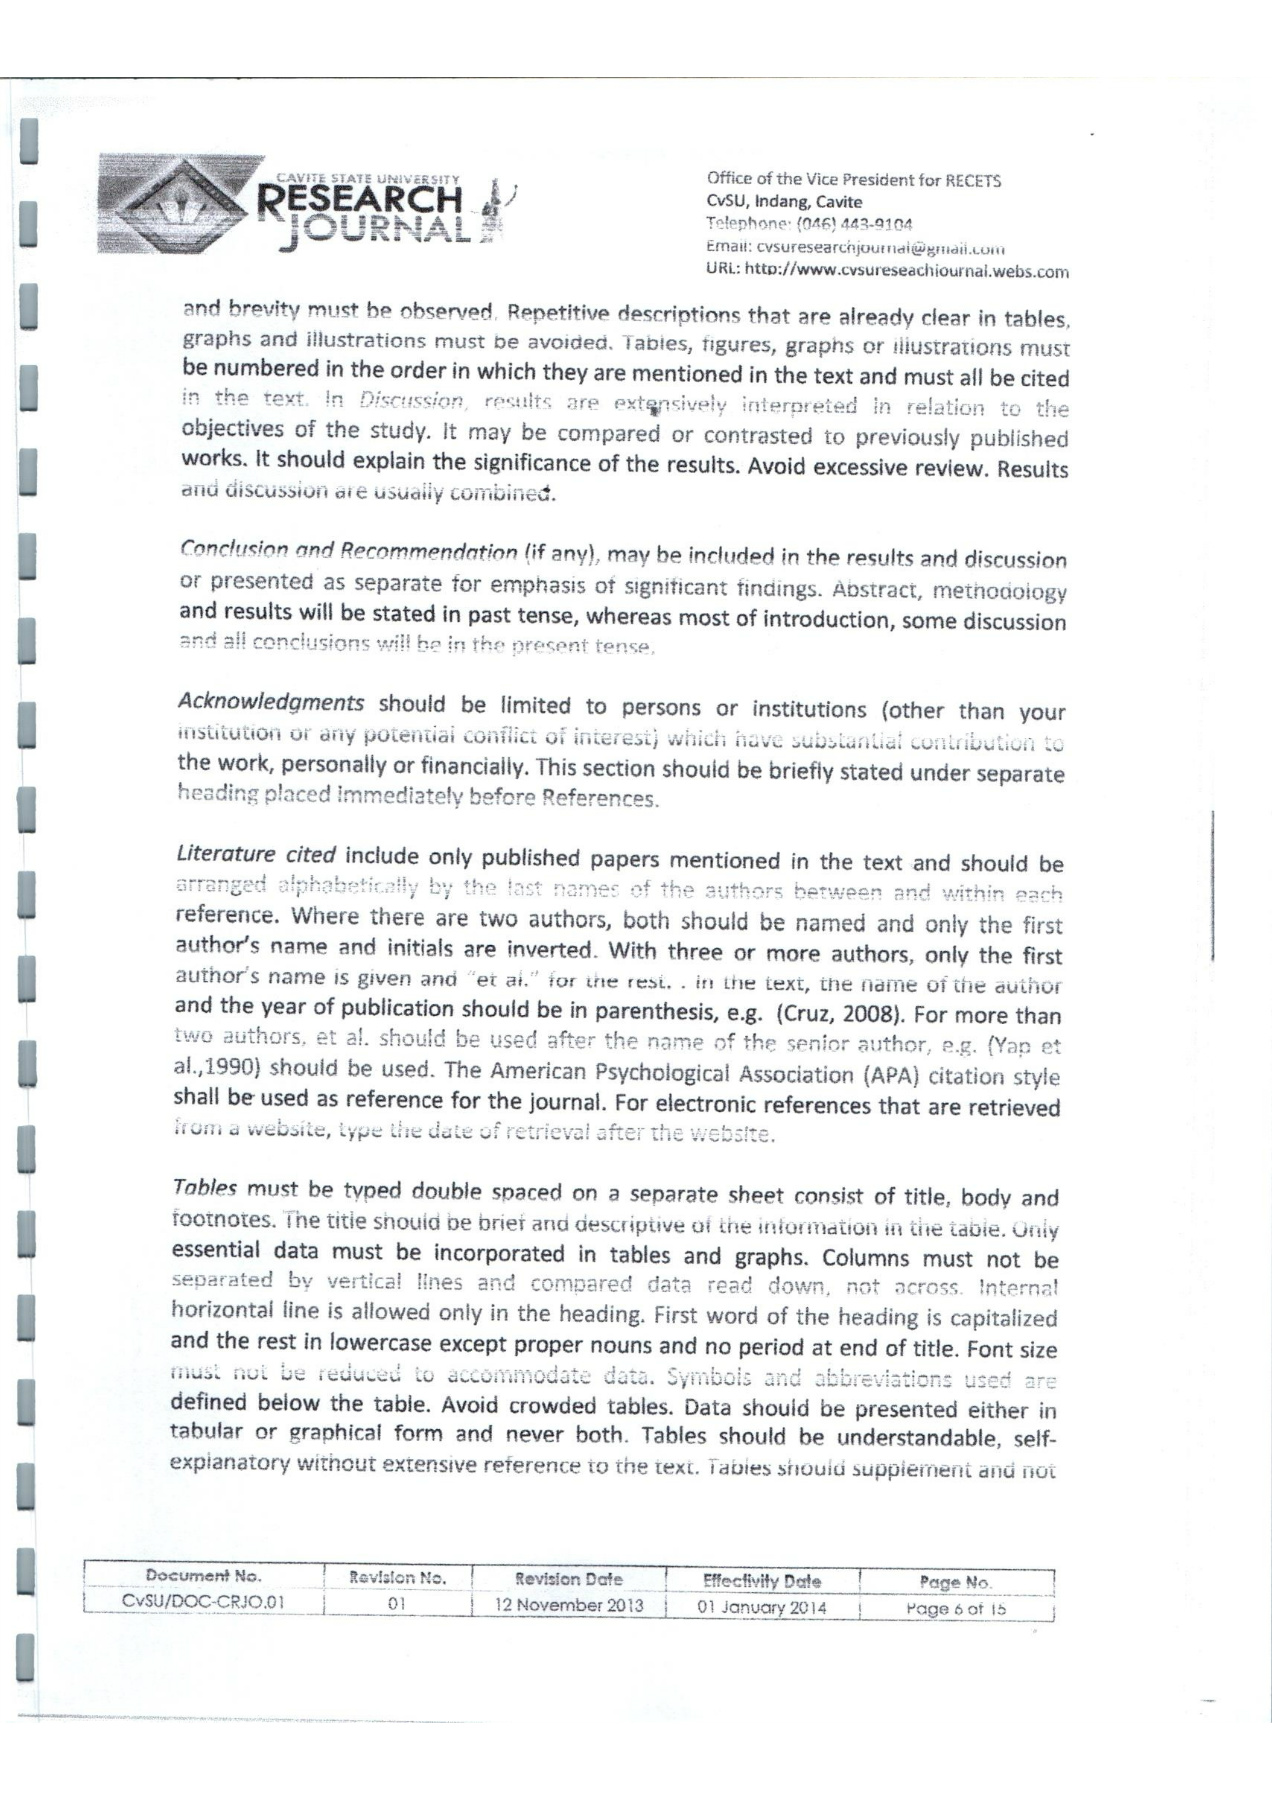 CAVITE STATE UNIVERSITY
RESEARCH
JOURNAL
Office of the Vice President for RECETS
CvSU, Indang, Cavite
Telephone: (046) 443-9104
Email: cvsuresearchjournal@gmail.com
URL: http://www.cvsureseachjournal.webs.com
and brevity must be observed. Repetitive descriptions that are already clear in tables,
graphs and illustrations must be avoided. Tables, figures, graphs or illustrations must
be numbered in the order in which they are mentioned in the text and must all be cited
in the text. In Discussion, results are extensively interpreted in relation to the
objectives of the study. It may be compared or contrasted to previously published
works. It should explain the significance of the results. Avoid excessive review. Results
and discussion are usually combined.
Conclusion and Recommendation (if any), may be included in the results and discussion
or presented as separate for emphasis of significant findings. Abstract, methodology
and results will be stated in past tense, whereas most of introduction, some discussion
and all conclusions will be in the present tense.
Acknowledgments should be limited to persons or institutions (other than your
institution or any potential conflict of interest) which have substantial contribution to
the work, personally or financially. This section should be briefly stated under separate
heading placed immediately before References.
Literature cited include only published papers mentioned in the text and should be
arranged alphabetically by the last names of the authors between and within each
reference. Where there are two authors, both should be named and only the first
author's name and initials are inverted. With three or more authors, only the first
author's name is given and "et al." for the rest. . in the text, the name of the author
and the year of publication should be in parenthesis, e.g. (Cruz, 2008). For more than
two authors, et al. should be used after the name of the senior author, e.g. (Yap et
al.,1990) should be used. The American Psychological Association (APA) citation style
shall be used as reference for the journal. For electronic references that are retrieved
from a website, type the date of retrieval after the website.
Tables must be typed double spaced on a separate sheet consist of title, body and
footnotes. The title should be brief and descriptive of the information in the table. Only
essential data must be incorporated in tables and graphs. Columns must not be
separated by vertical lines and compared data read down, not across. Internal
horizontal line is allowed only in the heading. First word of the heading is capitalized
and the rest in lowercase except proper nouns and no period at end of title. Font size
must not be reduced to accommodate data. Symbols and abbreviations used are
defined below the table. Avoid crowded tables. Data should be presented either in
tabular or graphical form and never both. Tables should be understandable, self-
explanatory without extensive reference to the text. Tables should supplement and not
Document No. Revision No. Revision Date Effectivity Date Page No.
CvSU/DOC-CRJO.01 01 12 November 2013 01 January 2014 Page 6 of 15